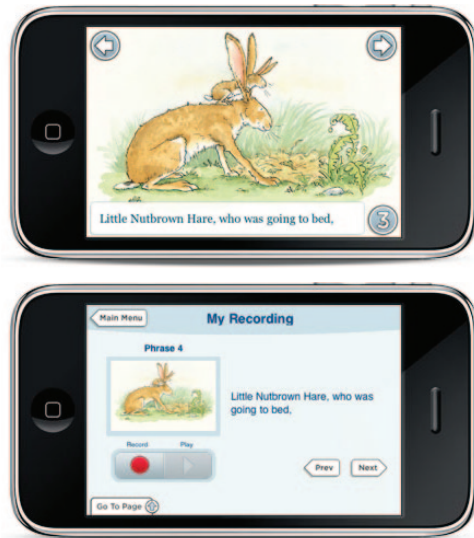 Little Nutbrown Hare, who was going to bed,
3
Main Menu
My Recording
Phrase 4
Little Nutbrown Hare, who was
going to bed,
Record Play
Prev Next
Go To Page